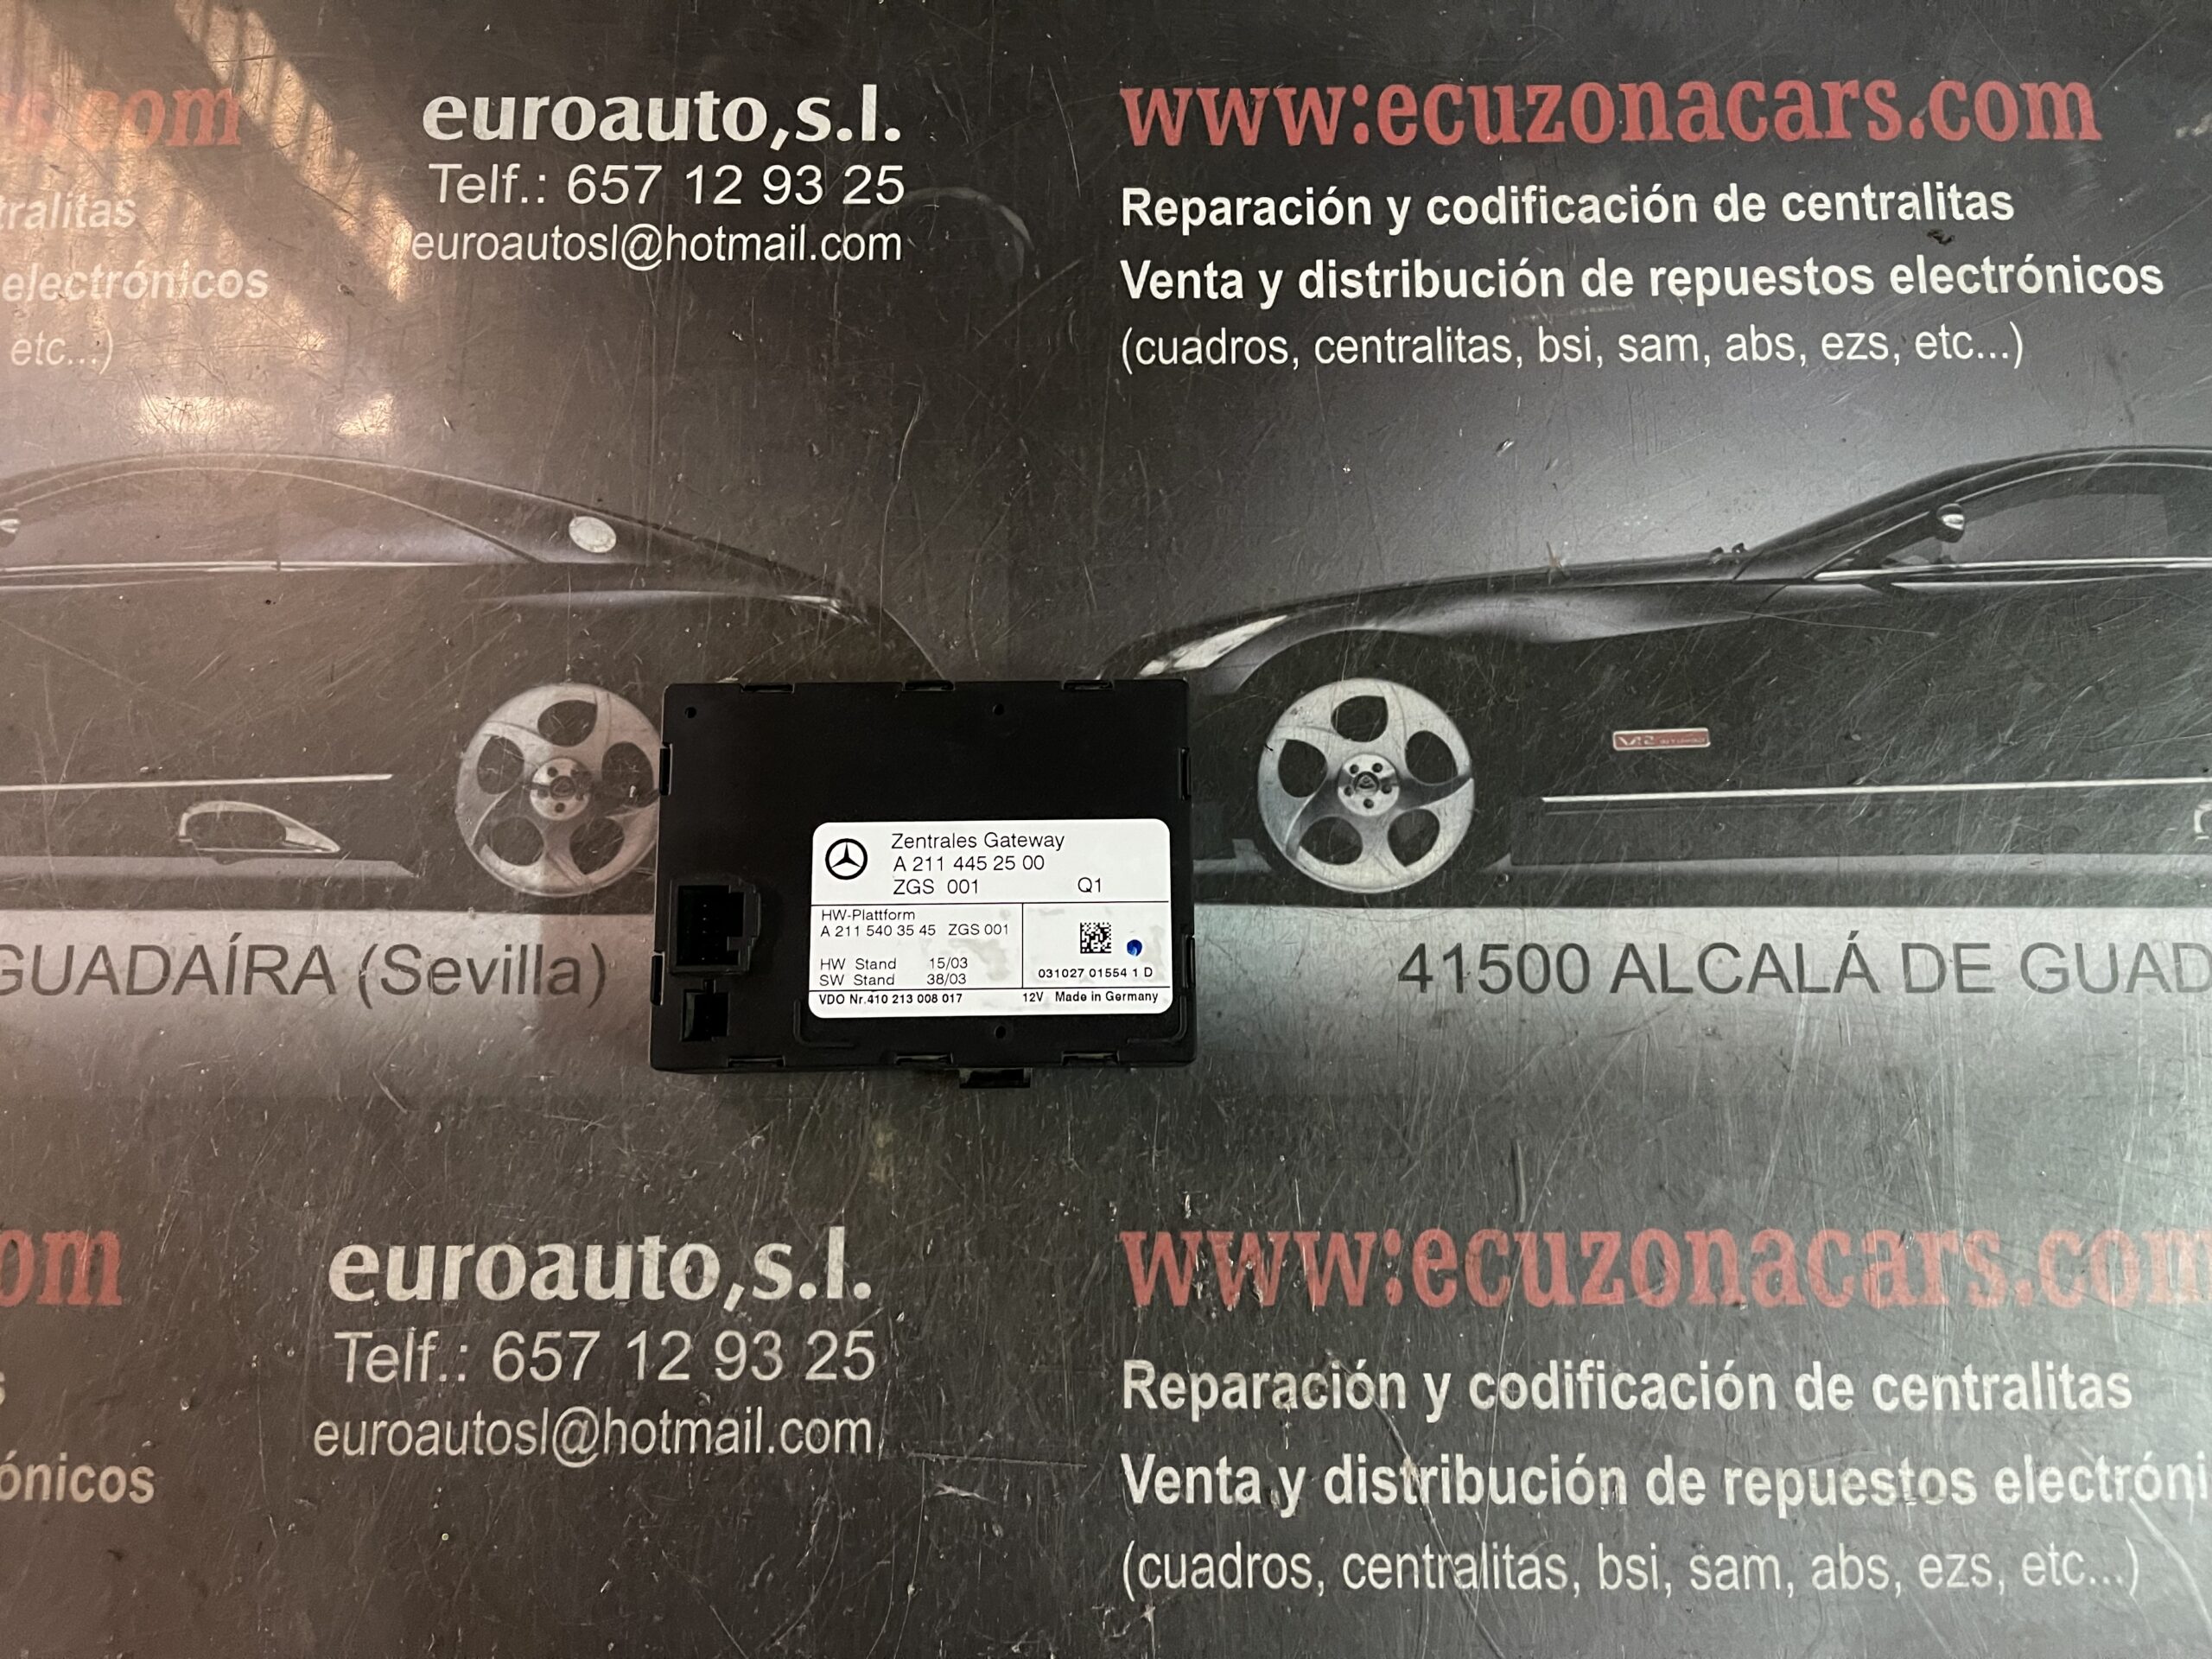 s.com
euroauto,s.l.
www:ecuzonacars.com
tralitas
Telf.: 657 12 93 25
Reparación y codificación de centralitas
electrónicos
euroautosl@hotmail.com
Venta y distribución de repuestos electrónicos
etc...)
(cuadros, centralitas, bsi, sam, abs, ezs, etc...)
Zentrales Gateway
A 211 445 25 00
ZGS 001 Q1
HW-Plattform
A 211 540 35 45 ZGS 001
HW Stand 15/03
SW Stand 38/03
031027 01554 1 D
VDO Nr.410 213 008 017 12V Made in Germany
GUADAÍRA (Sevilla)
41500 ALCALÁ DE GUAD
om
euroauto,s.l.
www:ecuzonacars.com
s
Telf.: 657 12 93 25
Reparación y codificación de centralitas
ónicos
euroautosl@hotmail.com
Venta y distribución de repuestos electróni
(cuadros, centralitas, bsi, sam, abs, ezs, etc...)